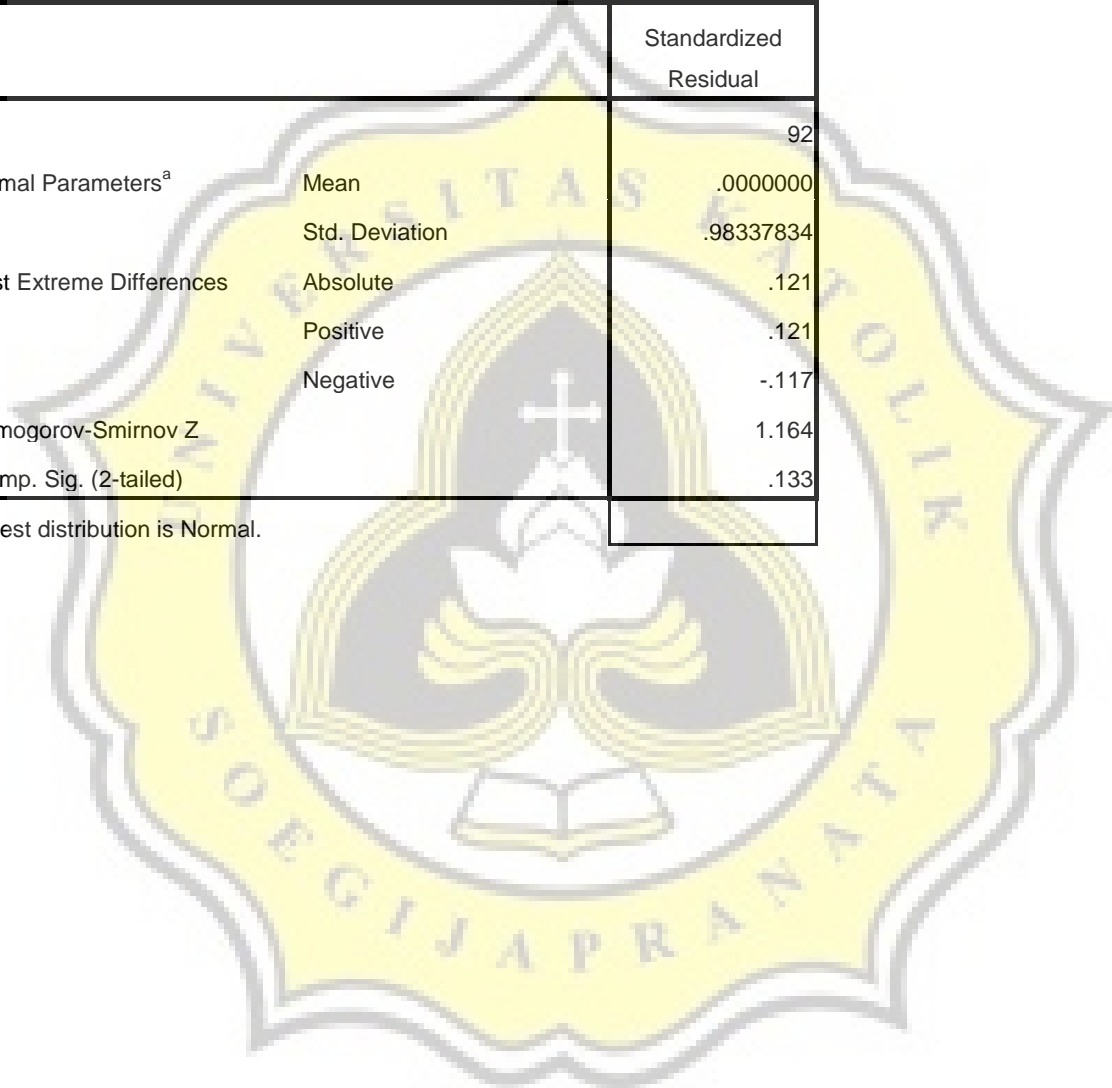 Standardized
Residual
92
mal Parametersa Mean .0000000
Std. Deviation .98337834
st Extreme Differences Absolute .121
Positive .121
Negative -.117
mogorov-Smirnov Z 1.164
mp. Sig. (2-tailed) .133
est distribution is Normal.
UNIVERSITAS KATOLIK
SOEGIJAPRANATA